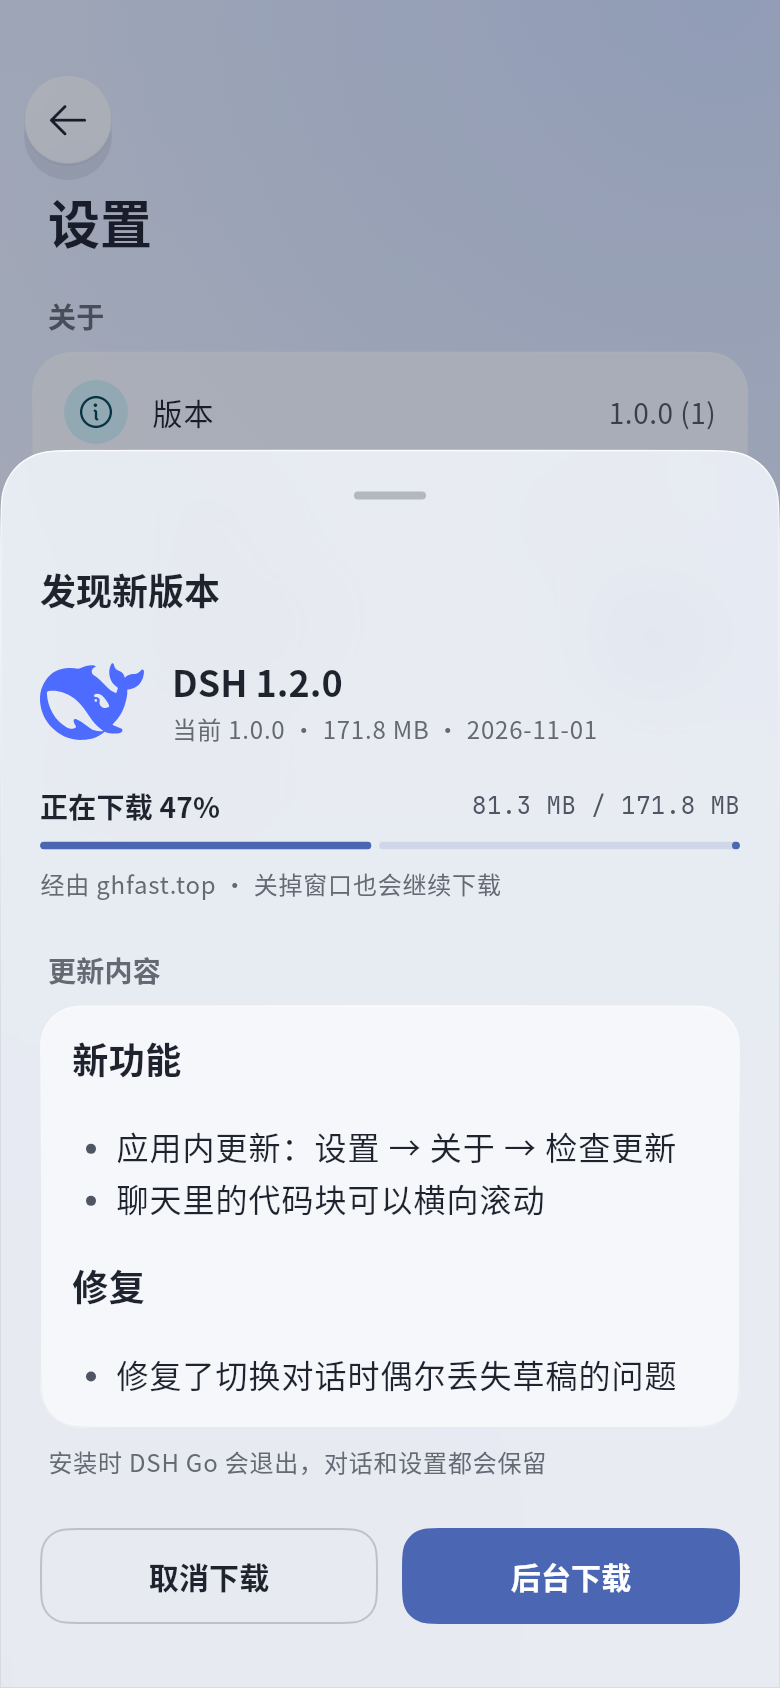 设置
关于
版本 1.0.0 (1)
发现新版本
DSH 1.2.0
当前 1.0.0 • 171.8 MB • 2026-11-01
正在下载 47% 81.3 MB / 171.8 MB
经由 ghfast.top • 关掉窗口也会继续下载
更新内容
新功能
• 应用内更新：设置 → 关于 → 检查更新
• 聊天里的代码块可以横向滚动
修复
• 修复了切换对话时偶尔丢失草稿的问题
安装时 DSH Go 会退出，对话和设置都会保留
取消下载 后台下载